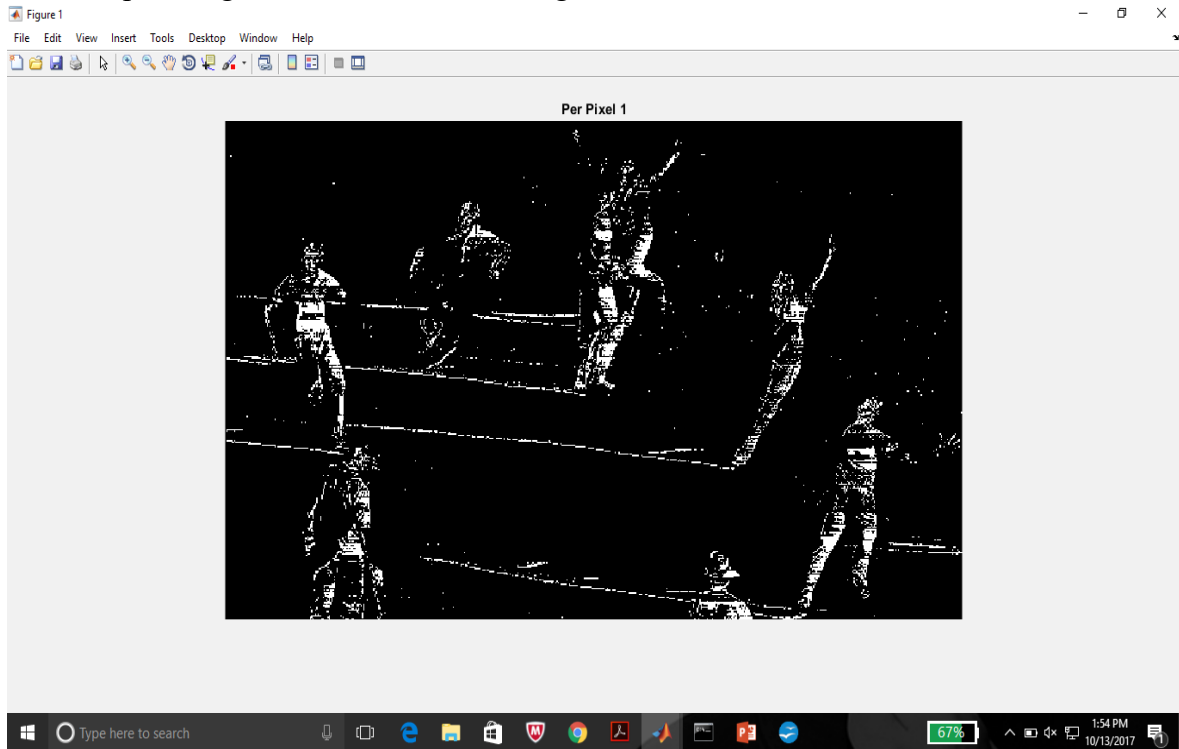 Figure 1
File Edit View Insert Tools Desktop Window Help
Per Pixel 1
Type here to search
67%
1:54 PM
10/13/2017